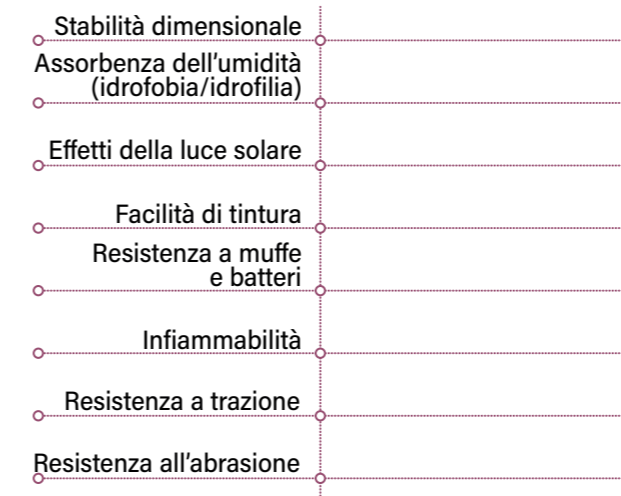 Stabilità dimensionale
Assorbenza dell'umidità
(idrofobia/idrofilia)
Effetti della luce solare
Facilità di tintura
Resistenza a muffe
e batteri
Infiammabilità
Resistenza a trazione
Resistenza all'abrasione